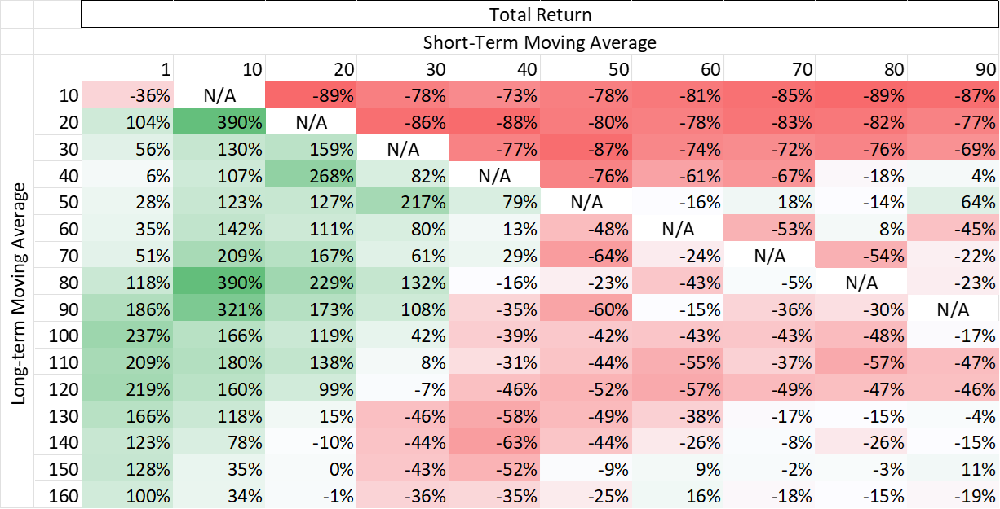 Total Return
Short-Term Moving Average
1 10 20 30 40 50 60 70 80 90
Long-term Moving Average
10 -36% N/A -89% -78% -73% -78% -81% -85% -89% -87%
20 104% 390% N/A -86% -88% -80% -78% -83% -82% -77%
30 56% 130% 159% N/A -77% -87% -74% -72% -76% -69%
40 6% 107% 268% 82% N/A -76% -61% -67% -18% 4%
50 28% 123% 127% 217% 79% N/A -16% 18% -14% 64%
60 35% 142% 111% 80% 13% -48% N/A -53% 8% -45%
70 51% 209% 167% 61% 29% -64% -24% N/A -54% -22%
80 118% 390% 229% 132% -16% -23% -43% -5% N/A -23%
90 186% 321% 173% 108% -35% -60% -15% -36% -30% N/A
100 237% 166% 119% 42% -39% -42% -43% -43% -48% -17%
110 209% 180% 138% 8% -31% -44% -55% -37% -57% -47%
120 219% 160% 99% -7% -46% -52% -57% -49% -47% -46%
130 166% 118% 15% -46% -58% -49% -38% -17% -15% -4%
140 123% 78% -10% -44% -63% -44% -26% -8% -26% -15%
150 128% 35% 0% -43% -52% -9% 9% -2% -3% 11%
160 100% 34% -1% -36% -35% -25% 16% -18% -15% -19%